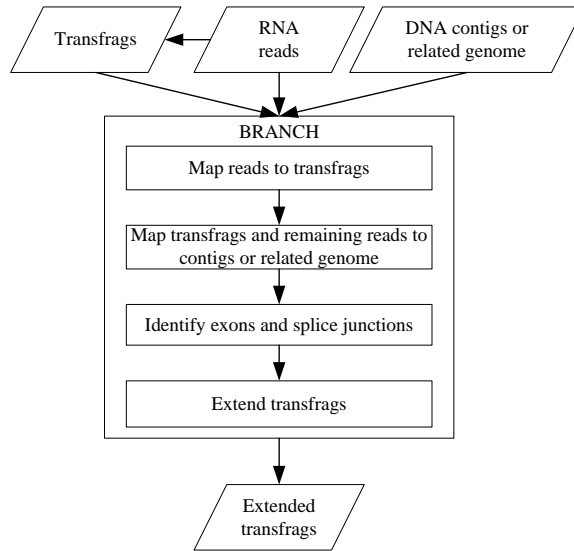 Transfrags
RNA
reads
DNA contigs or
related genome
BRANCH
Map reads to transfrags
Map transfrags and remaining reads to
contigs or related genome
Identify exons and splice junctions
Extend transfrags
Extended
transfrags